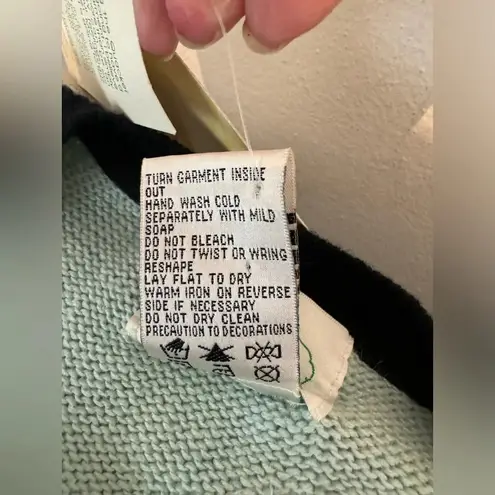 TURN GARMENT INSIDE
OUT
HAND WASH COLD
SEPARATELY WITH MILD
SOAP
DO NOT BLEACH
DO NOT TWIST OR WRING
RESHAPE
LAY FLAT TO DRY
WARM IRON ON REVERSE
SIDE IF NECESSARY
DO NOT DRY CLEAN
PRECAUTION TO DECORATIONS